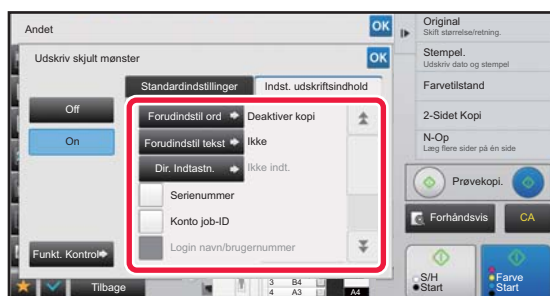 Andet
OK
Udskriv skjult mønster
OK
Standardindstillinger
Indst. udskriftsindhold
Off
On
Forudindstil ord
Deaktiver kopi
Forudindstil tekst
Ikke
Dir. Indtastn.
Ikke indt.
Serienummer
Konto job-ID
Login navn/brugernummer
Funkt. Kontrol
Tilbage
3 B4
4 A3
A4
Original
Skift størrelse/retning.
Stempel.
Udskriv dato og stempel
Farvetilstand
2-Sidet Kopi
N-Op
Læg flere sider på én side
Prøvekopi.
Forhåndsvis
CA
S/H
Start
Farve
Start